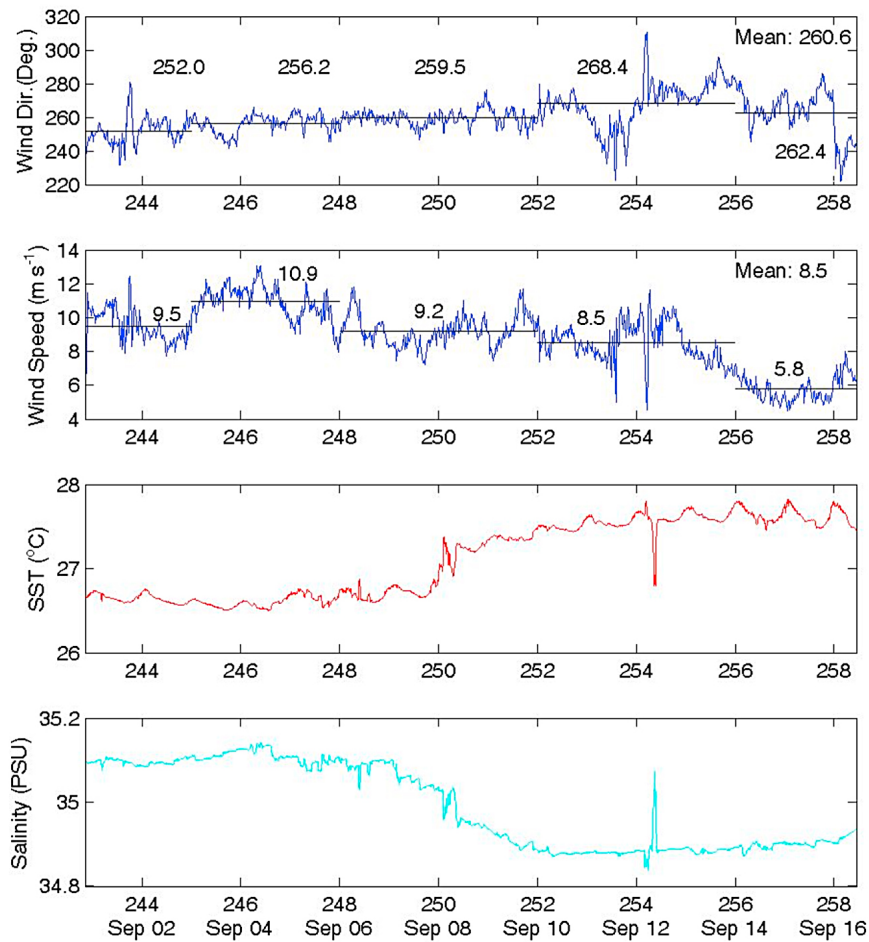 320
300
280
260
240
220
Wind Dir.(Deg.)
252.0 256.2 259.5 268.4 Mean: 260.6
262.4
244 246 248 250 252 254 256 258
14
12
10
8
6
4
Wind Speed (m s-1)
9.5 10.9 9.2 8.5 Mean: 8.5
5.8
244 246 248 250 252 254 256 258
28
27
26
SST (°C)
244 246 248 250 252 254 256 258
35.2
35
34.8
Salinity (PSU)
244 246 248 250 252 254 256 258
Sep 02 Sep 04 Sep 06 Sep 08 Sep 10 Sep 12 Sep 14 Sep 16